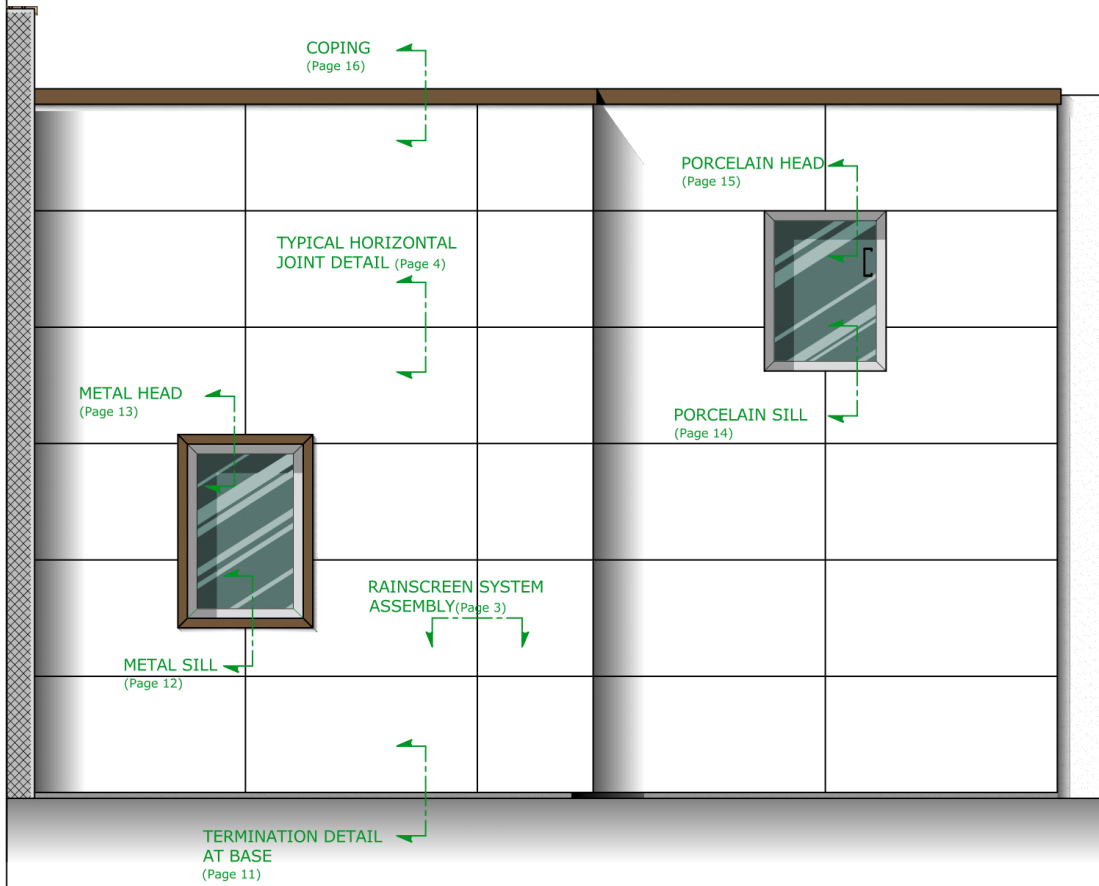 COPING
(Page 16)
PORCELAIN HEAD
(Page 15)
TYPICAL HORIZONTAL
JOINT DETAIL (Page 4)
METAL HEAD
(Page 13)
PORCELAIN SILL
(Page 14)
RAINSCREEN SYSTEM
ASSEMBLY(Page 3)
METAL SILL
(Page 12)
TERMINATION DETAIL
AT BASE
(Page 11)